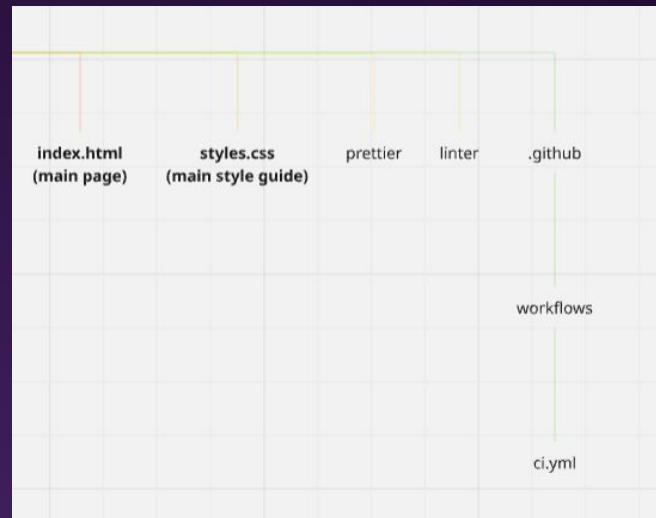 index.html
(main page)
styles.css
(main style guide)
prettier
linter
.github
workflows
ci.yml